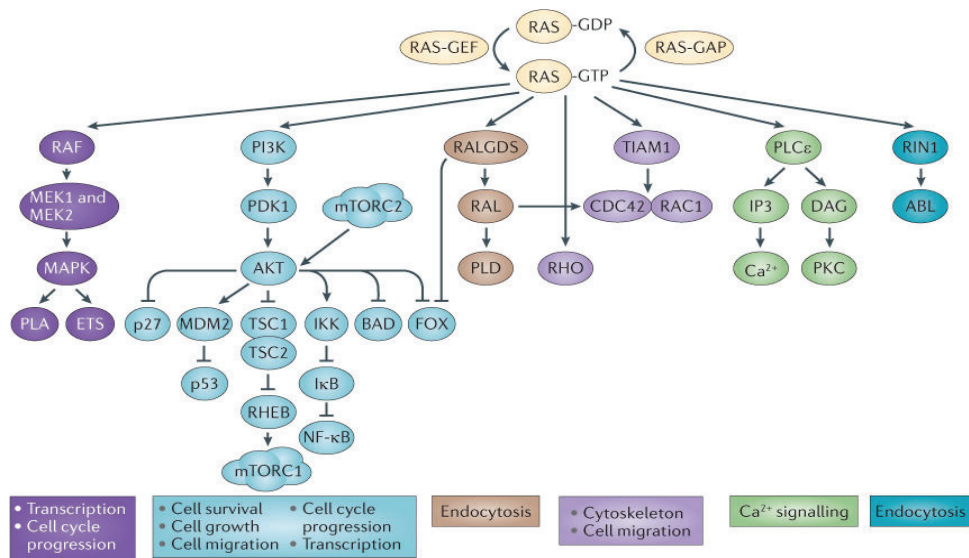 RAS -GDP
RAS-GEF
RAS-GAP
RAS -GTP
RAF
PI3K
RALGDS
TIAM1
PLCε
RIN1
MEK1 and
MEK2
PDK1
mTORC2
RAL
CDC42
RAC1
IP3
DAG
ABL
MAPK
AKT
PLD
RHO
Ca²⁺
PKC
PLA
ETS
p27
MDM2
TSC1
IKK
BAD
FOX
TSC2
p53
IκB
RHEB
NF-κB
mTORC1
• Transcription
• Cell cycle
progression
• Cell survival
• Cell growth
• Cell migration
• Cell cycle
progression
• Transcription
Endocytosis
• Cytoskeleton
• Cell migration
Ca²⁺ signalling
Endocytosis